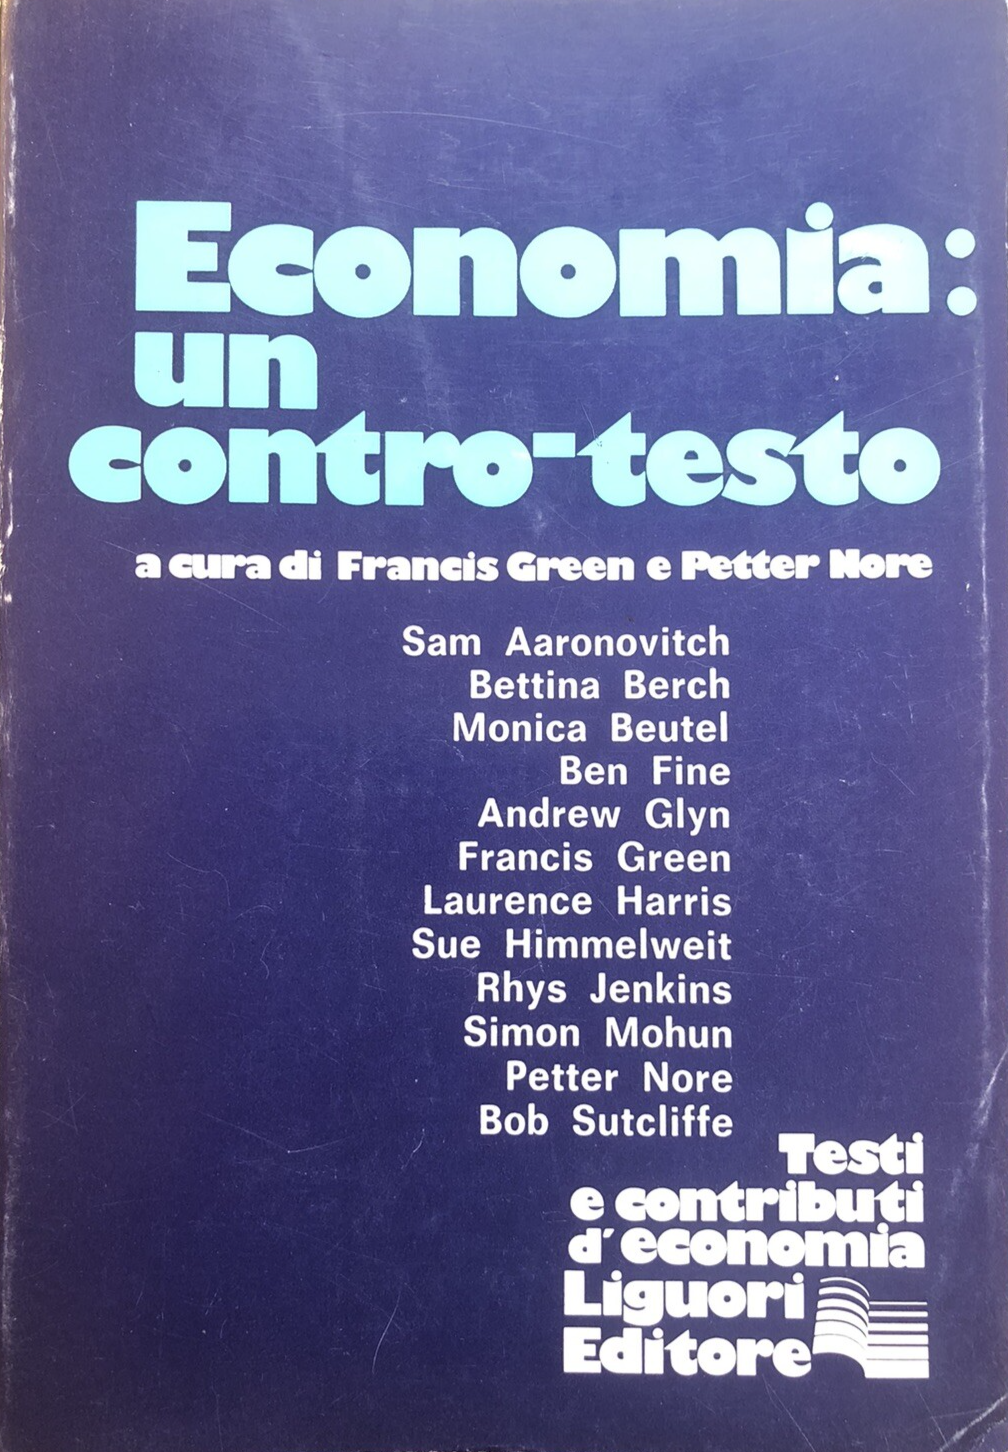 Economia:
un
contro-testo
a cura di Francis Green e Petter Nore
Sam Aaronovitch
Bettina Berch
Monica Beutel
Ben Fine
Andrew Glyn
Francis Green
Laurence Harris
Sue Himmelweit
Rhys Jenkins
Simon Mohun
Petter Nore
Bob Sutcliffe
Testi
e contributi
d'economia
Liguori
Editore